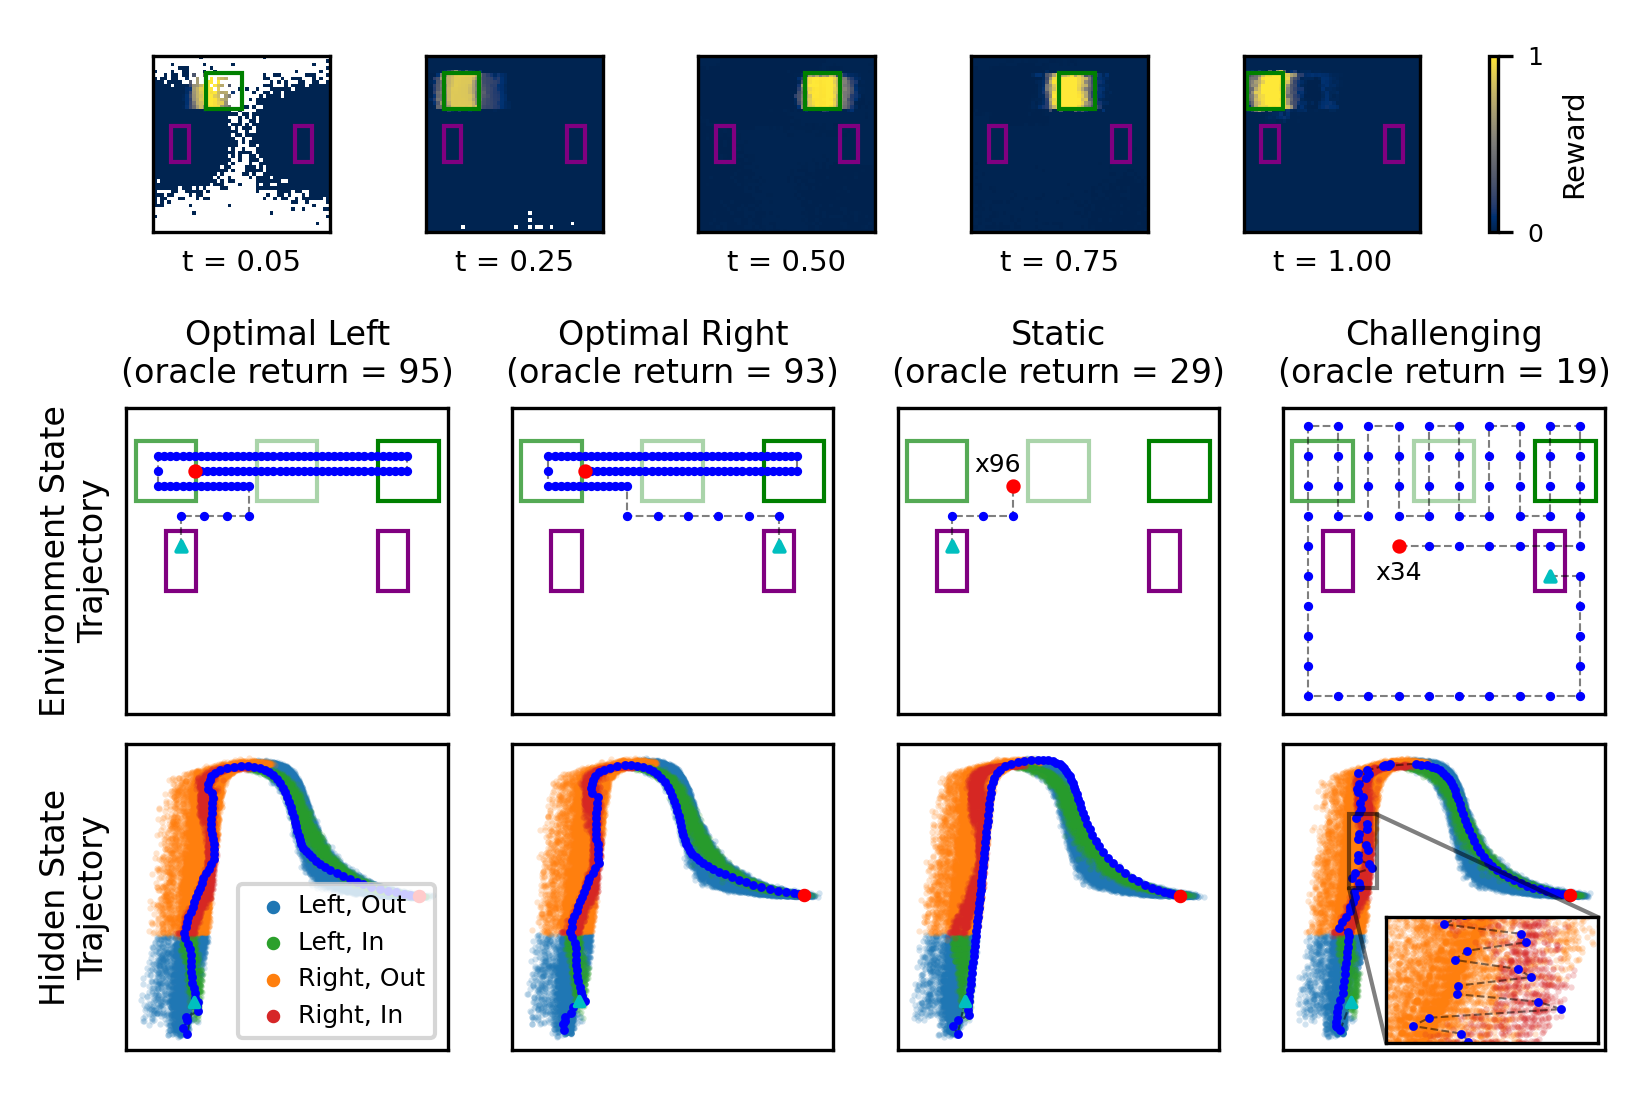 1
0
Reward
t = 0.05
t = 0.25
t = 0.50
t = 0.75
t = 1.00
Optimal Left
(oracle return = 95)
Optimal Right
(oracle return = 93)
Static
(oracle return = 29)
Challenging
(oracle return = 19)
Environment State
Trajectory
x96
x34
Hidden State
Trajectory
Left, Out
Left, In
Right, Out
Right, In